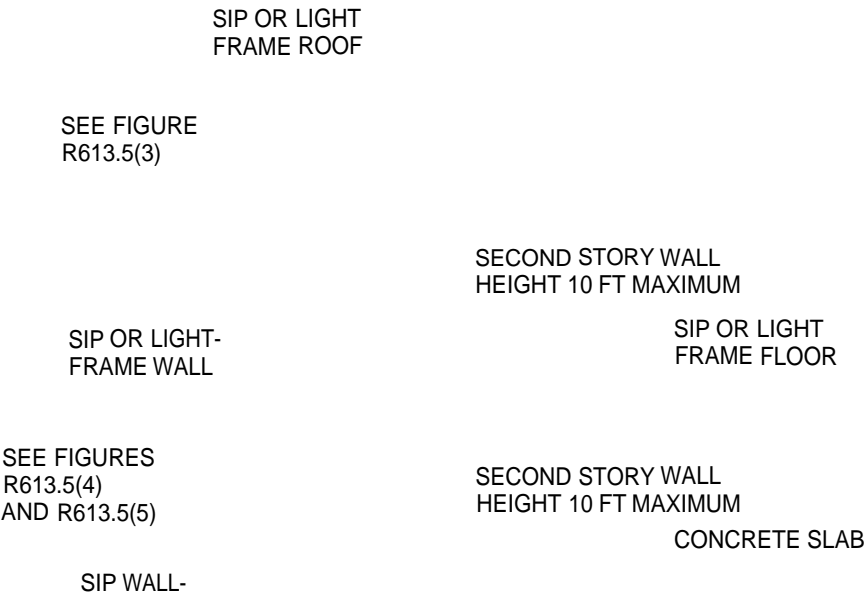 SIP OR LIGHT
FRAME ROOF
SEE FIGURE
R613.5(3)
SECOND STORY WALL
HEIGHT 10 FT MAXIMUM
SIP OR LIGHT
FRAME FLOOR
SIP OR LIGHT-
FRAME WALL
SEE FIGURES
R613.5(4)
AND R613.5(5)
SECOND STORY WALL
HEIGHT 10 FT MAXIMUM
CONCRETE SLAB
SIP WALL-